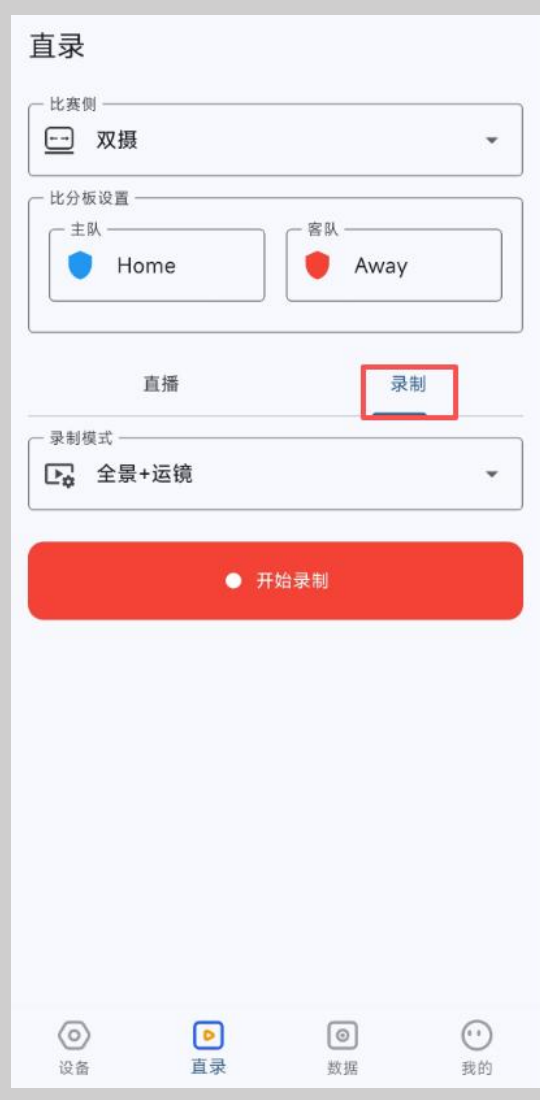 直录
比赛侧
双摄
比分板设置
主队
客队
Home
Away
直播
录制
录制模式
全景+运镜
开始录制
设备
直录
数据
我的